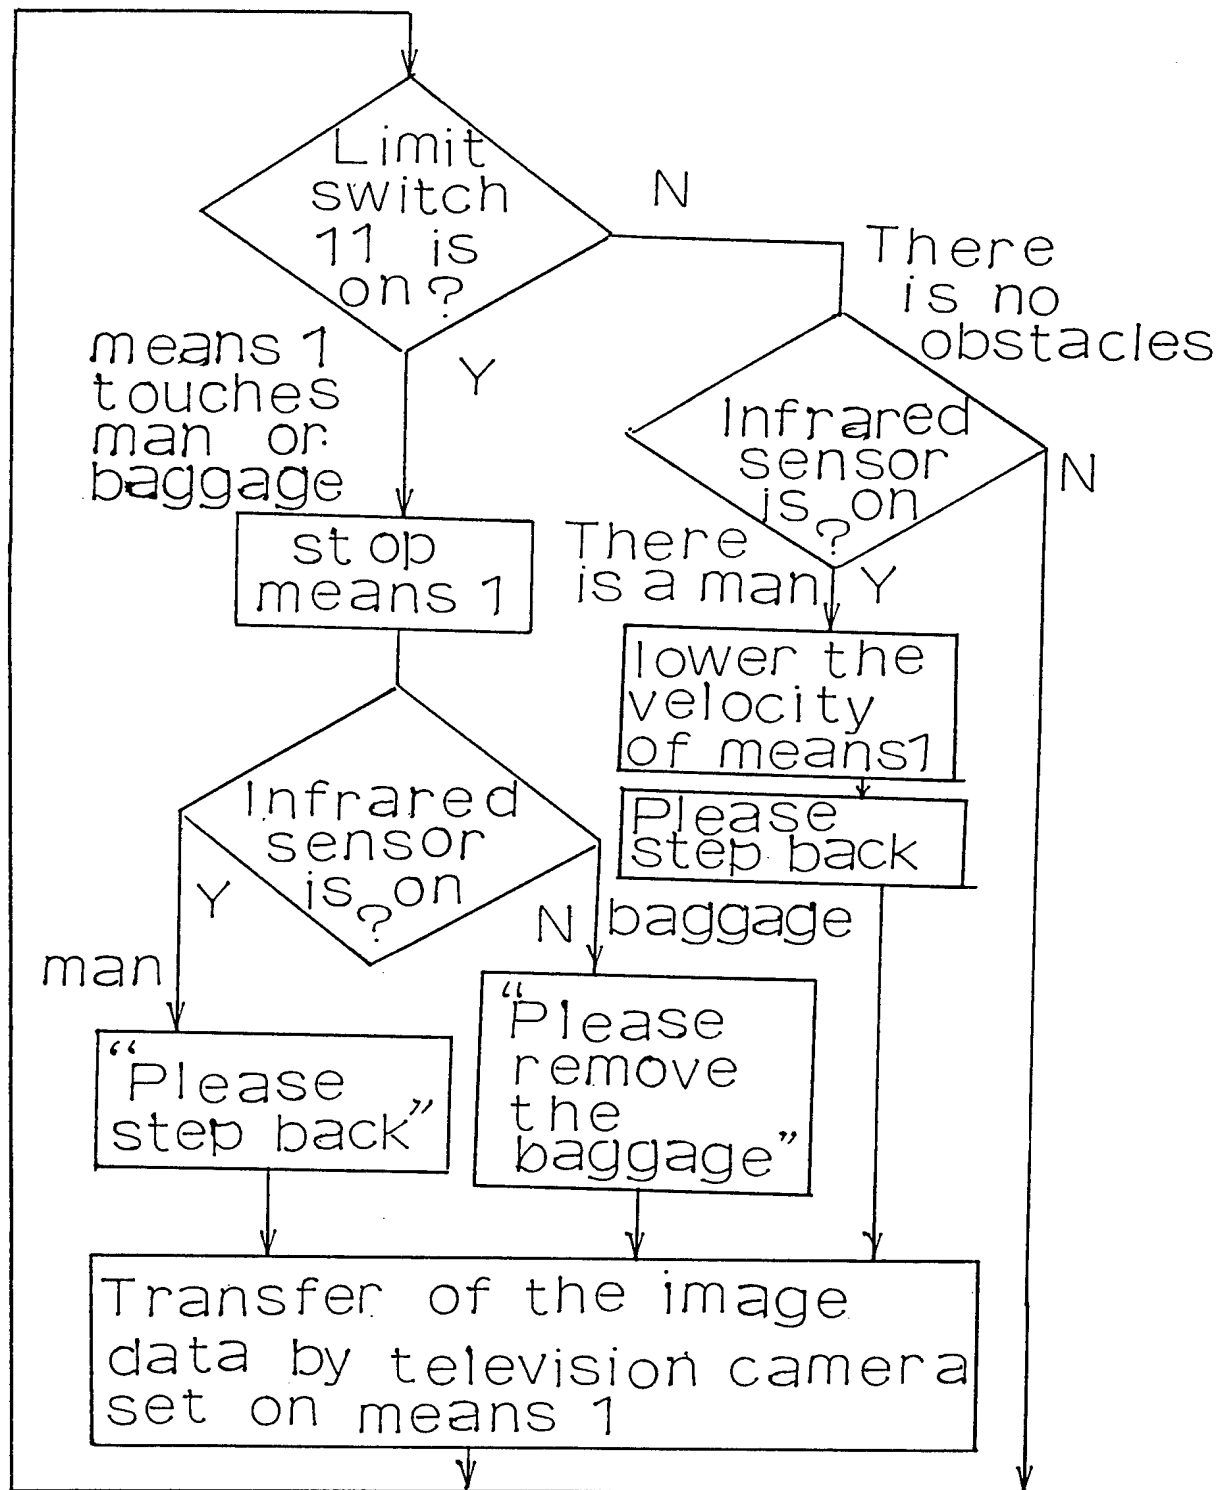 Limit
switch
11 is
on?
N
There
is no
obstacles
means 1
touches
man or
baggage
Y
Infrared
sensor
is on
?
N
stop
means 1
There
is a man
Y
lower the
velocity
of means1
Please
step back
Infrared
sensor
is on
?
Y
man
N baggage
“Please
step back”
“Please
remove
the
baggage”
Transfer of the image
data by television camera
set on means 1